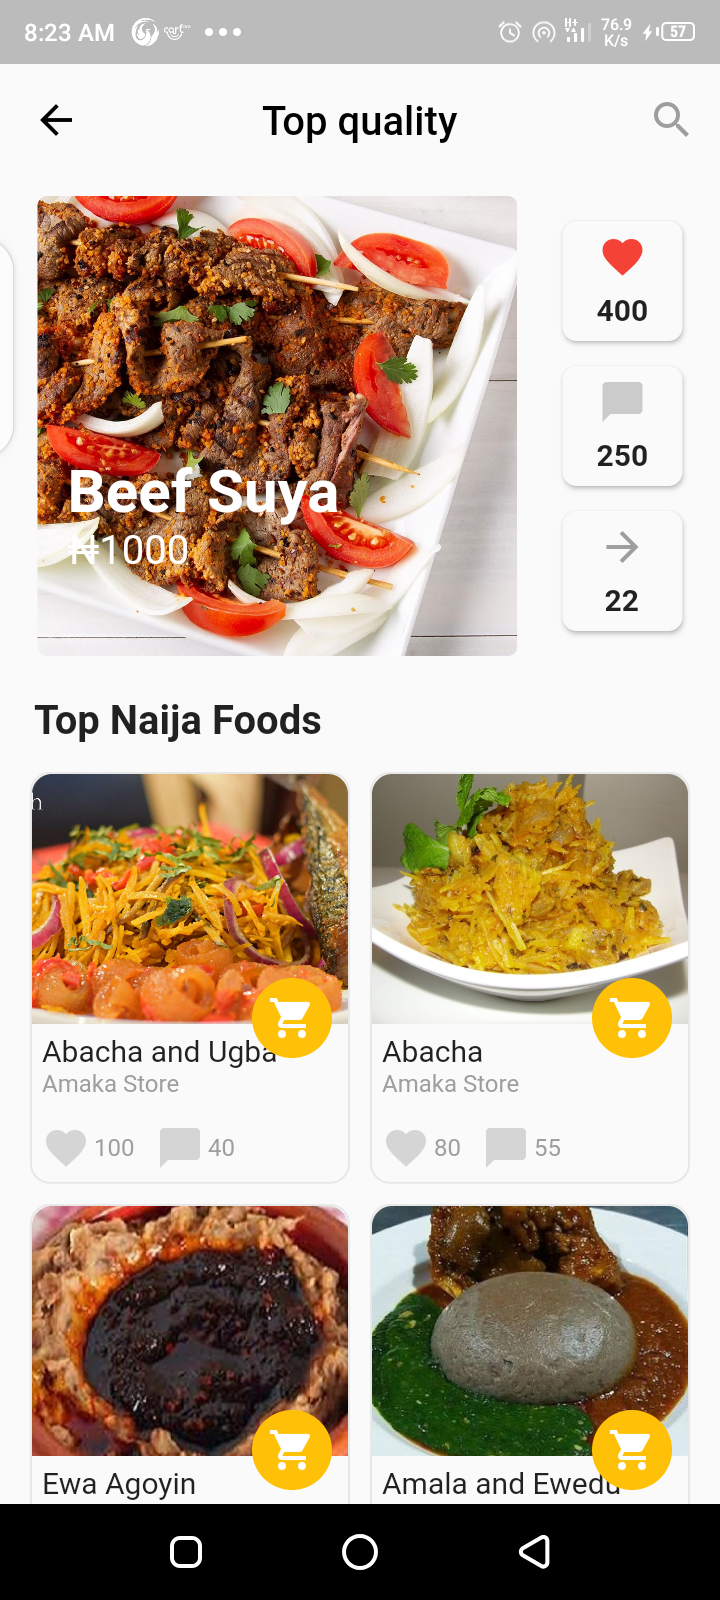 8:23 AM
76.9
K/s
57
H+
Top quality
Beef Suya
₦1000
400
250
22
Top Naija Foods
h
Abacha and Ugba
Amaka Store
100 40
Abacha
Amaka Store
80 55
Ewa Agoyin
Amala and Ewedu